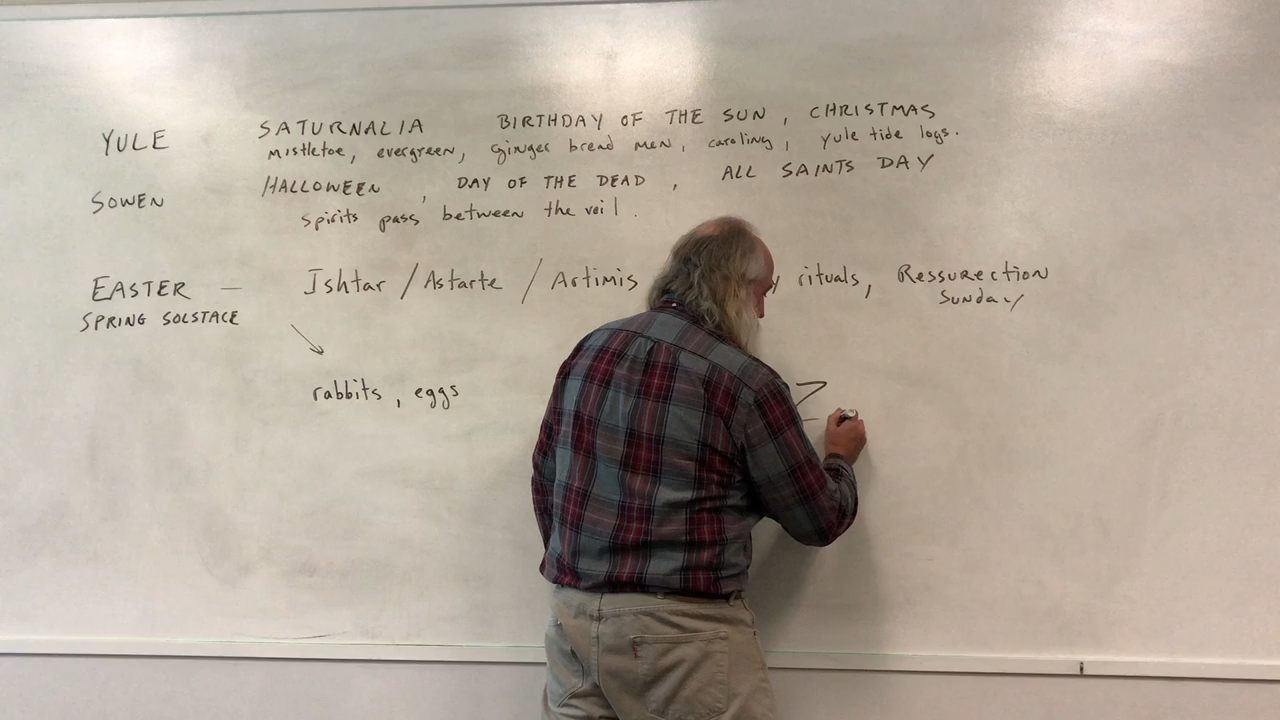 YULE SATURNALIA BIRTHDAY OF THE SUN, CHRISTMAS
mistletoe, evergreen, ginger bread men, caroling, yule tide logs.
SOWEN HALLOWEEN, DAY OF THE DEAD, ALL SAINTS DAY
spirits pass between the veil.
EASTER — Ishtar / Astarte / Artimis rituals, Ressurection
SPRING SOLSTACE Sunday
rabbits, eggs